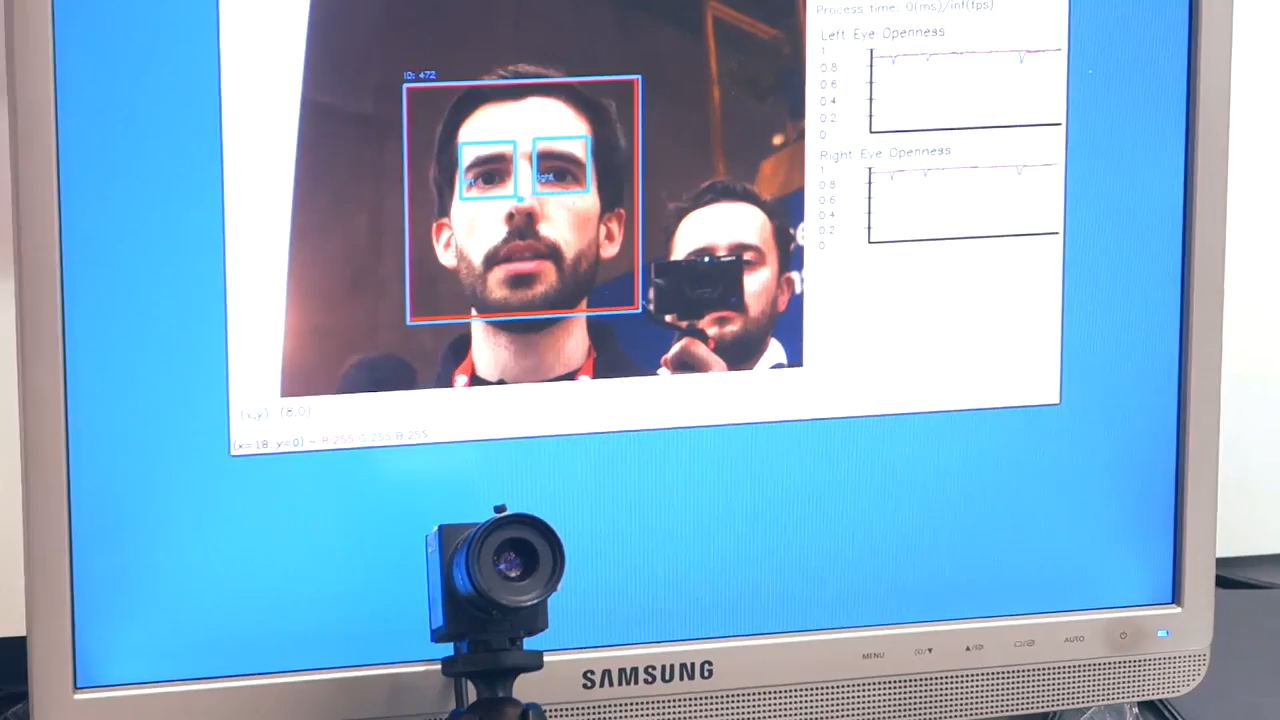 Process time: 0(ms)/inf(fps)
Left Eye Openness
1
0.8
0.6
0.4
0.2
0
Right Eye Openness
1
0.8
0.6
0.4
0.2
0
ID: 472
right
(x,y) (8,0)
(x=18, y=0) ~ R:255 G:255 B:255
MENU
AUTO
SAMSUNG